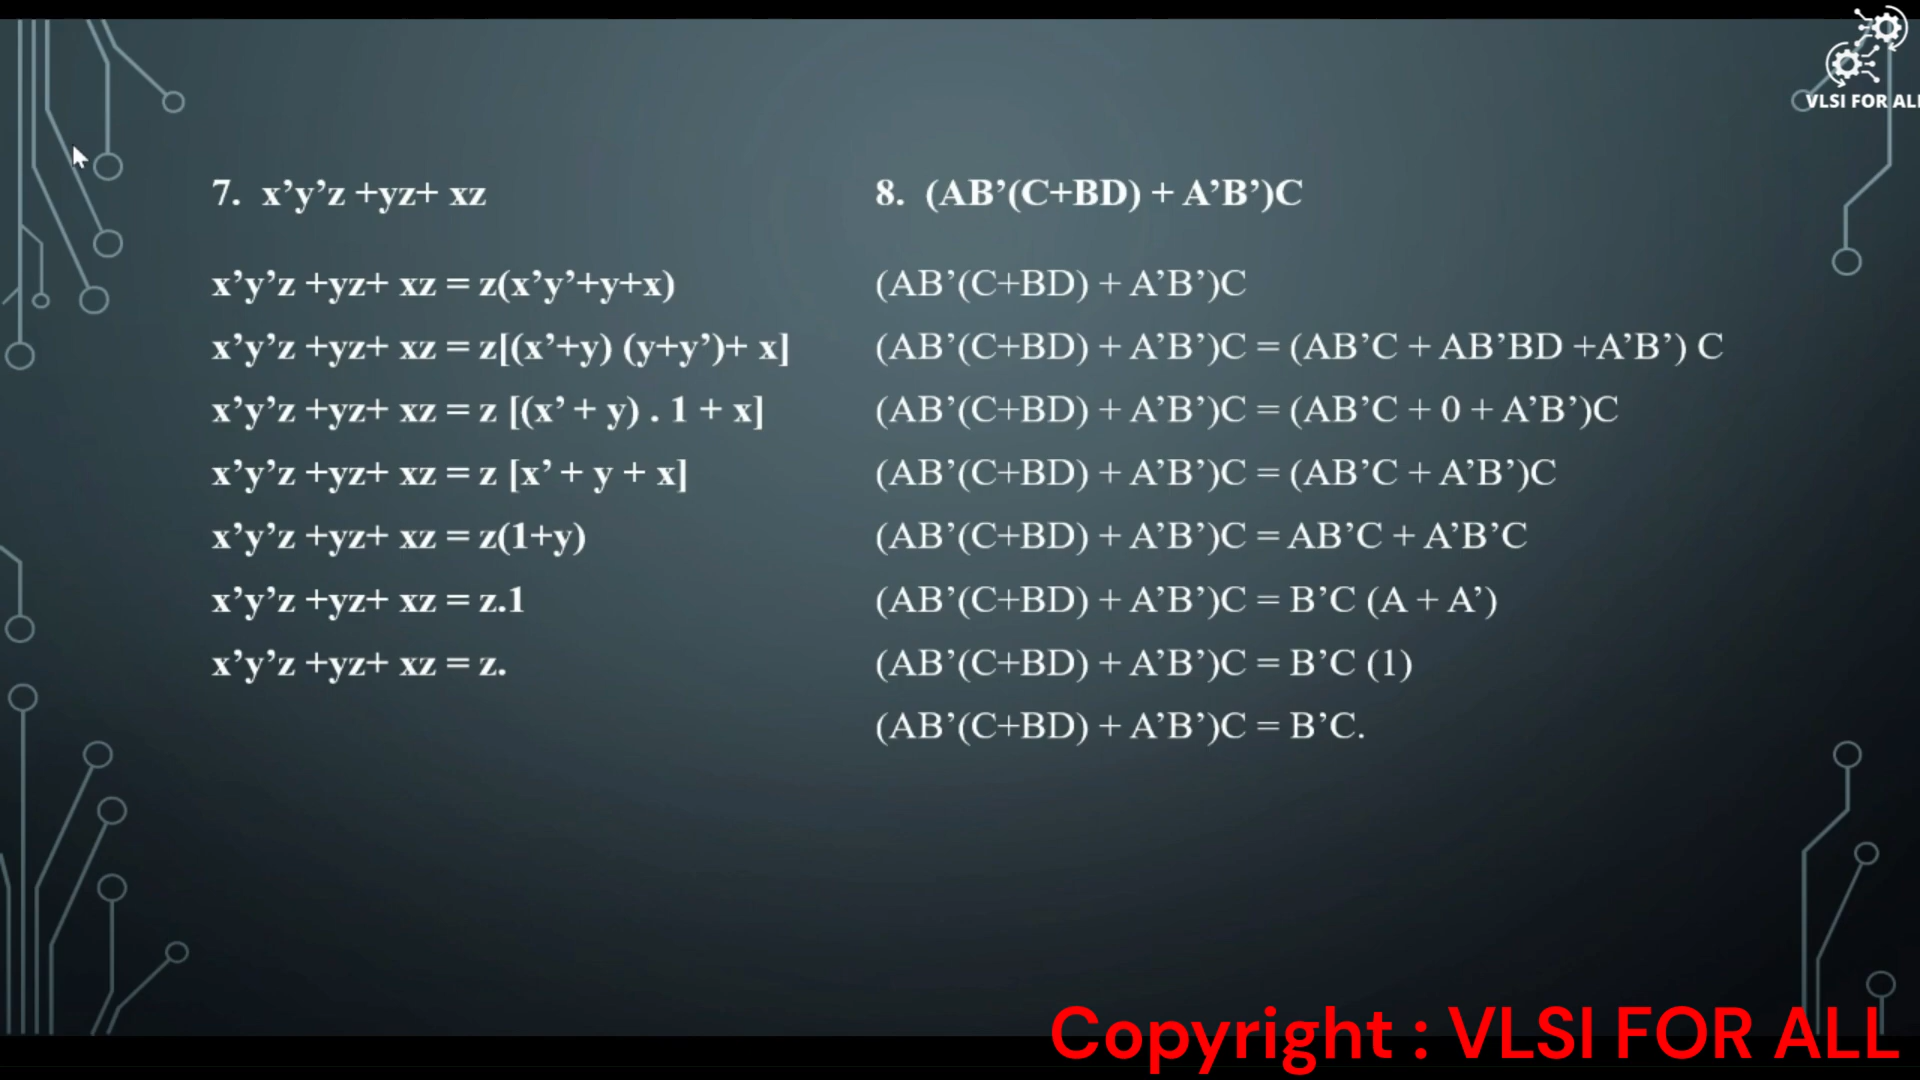 VLSI FOR ALL
7. x’y’z +yz+ xz
x’y’z +yz+ xz = z(x’y’+y+x)
x’y’z +yz+ xz = z[(x’+y) (y+y’)+ x]
x’y’z +yz+ xz = z [(x’ + y) . 1 + x]
x’y’z +yz+ xz = z [x’ + y + x]
x’y’z +yz+ xz = z(1+y)
x’y’z +yz+ xz = z.1
x’y’z +yz+ xz = z.
8. (AB’(C+BD) + A’B’)C
(AB’(C+BD) + A’B’)C
(AB’(C+BD) + A’B’)C = (AB’C + AB’BD +A’B’) C
(AB’(C+BD) + A’B’)C = (AB’C + 0 + A’B’)C
(AB’(C+BD) + A’B’)C = (AB’C + A’B’)C
(AB’(C+BD) + A’B’)C = AB’C + A’B’C
(AB’(C+BD) + A’B’)C = B’C (A + A’)
(AB’(C+BD) + A’B’)C = B’C (1)
(AB’(C+BD) + A’B’)C = B’C.
Copyright : VLSI FOR ALL